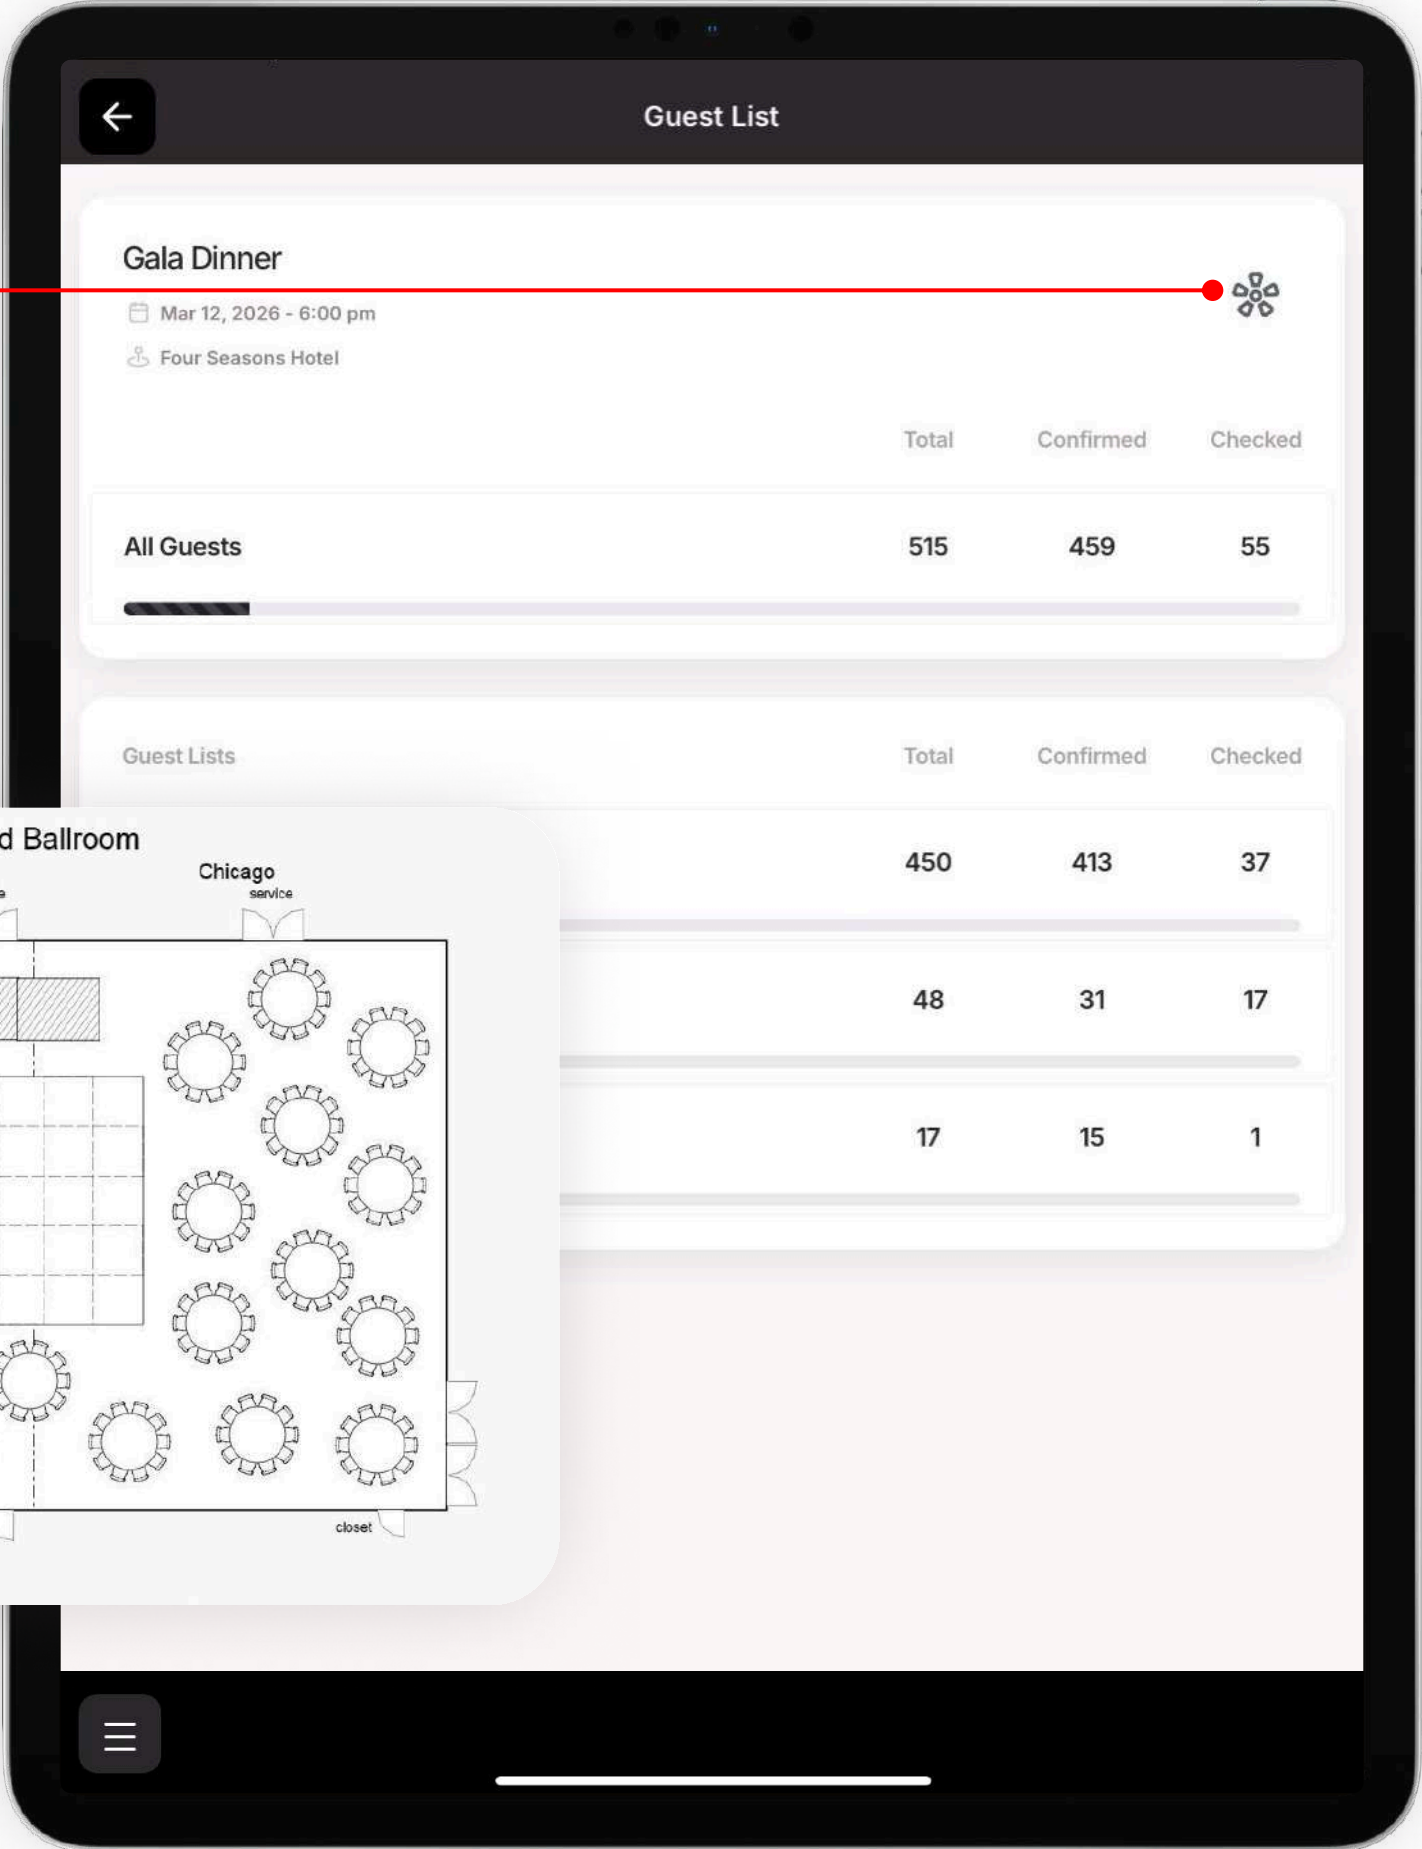 Guest List
Gala Dinner
Mar 12, 2026 - 6:00 pm
Four Seasons Hotel
Total Confirmed Checked
All Guests 515 459 55
Guest Lists Total Confirmed Checked
450 413 37
48 31 17
17 15 1
d Ballroom
Chicago
service
closet